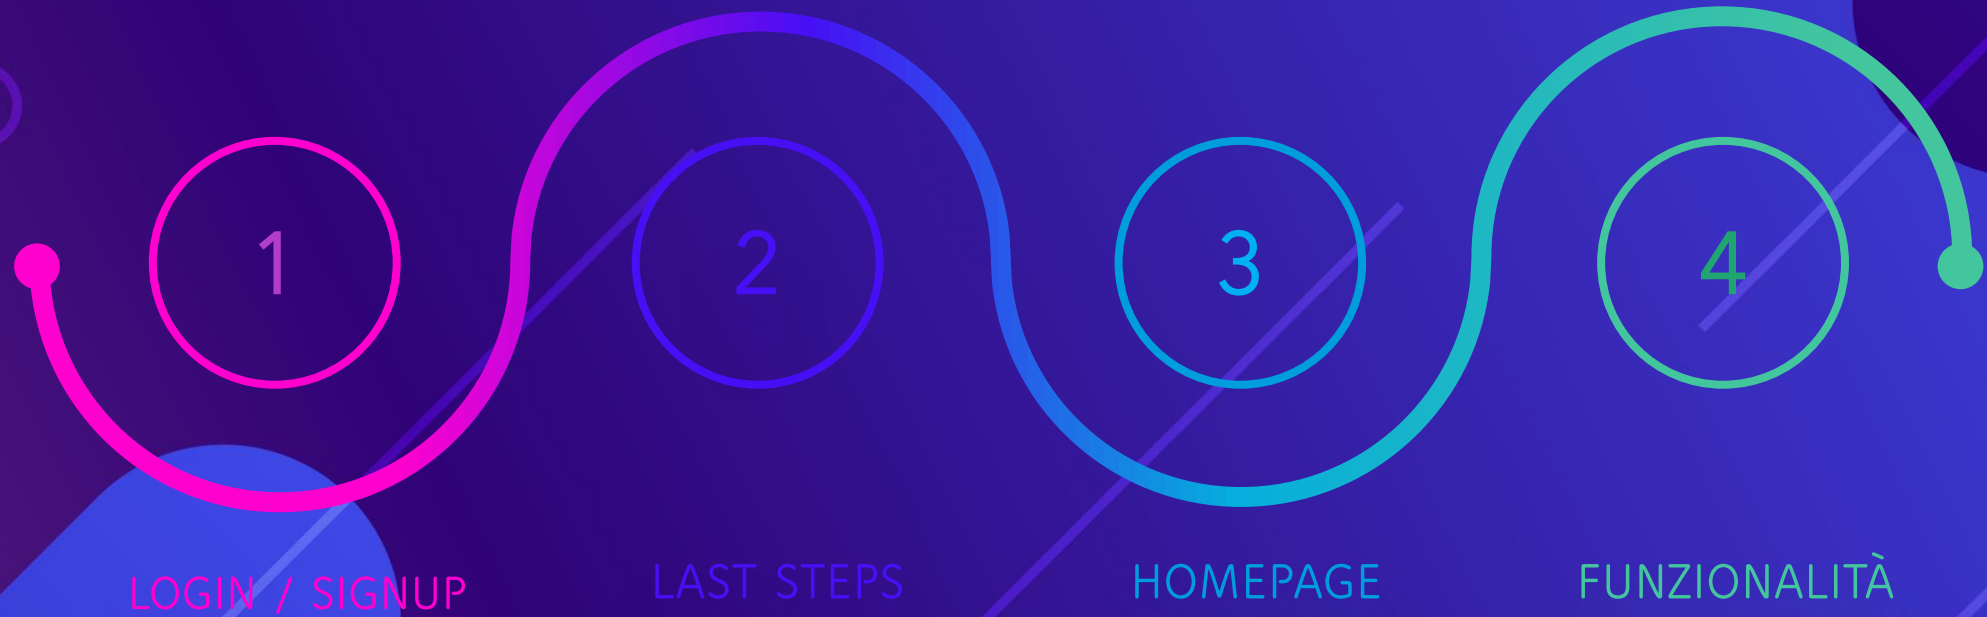 1
2
3
4
LOGIN / SIGNUP
LAST STEPS
HOMEPAGE
FUNZIONALITÀ